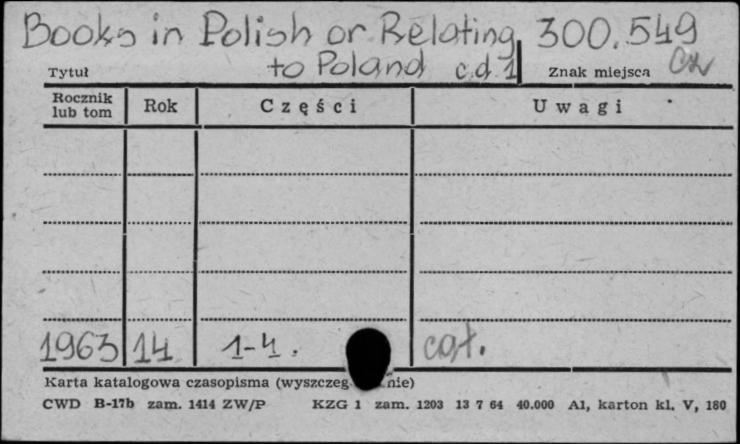 Books in Polish or Relating 300.549
Tytuł to Poland c.d 1 Znak miejsca Cz
Rocznik lub tom Rok Części Uwagi
1963 14 1-4. cał.
Karta katalogowa czasopisma (wyszczeg nie)
CWD B-17b zam. 1414 ZW/P KZG 1 zam. 1203 13 7 64 40.000 A1, karton kl. V, 180